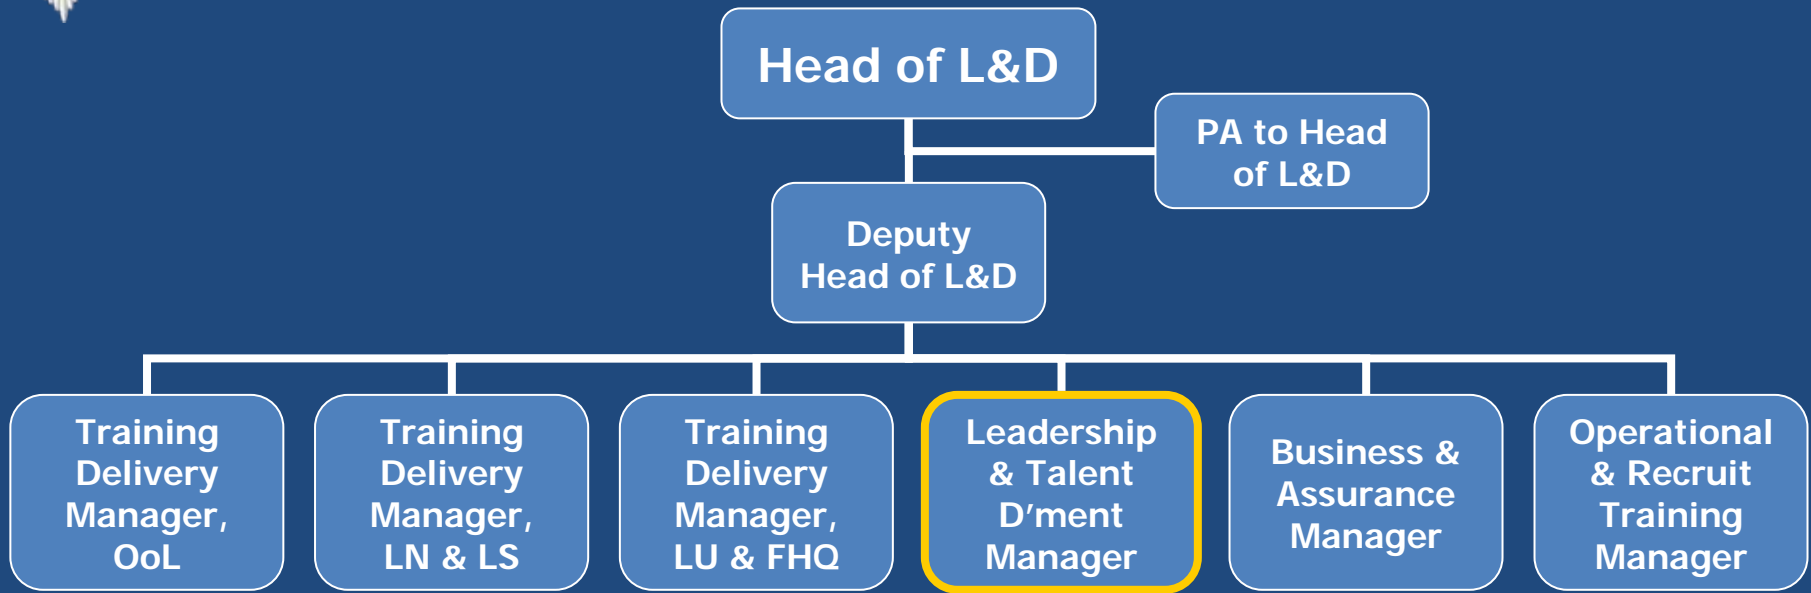 Head of L&D
PA to Head
of L&D
Deputy
Head of L&D
Training
Delivery
Manager,
OoL
Training
Delivery
Manager,
LN & LS
Training
Delivery
Manager,
LU & FHQ
Leadership
& Talent
D'ment
Manager
Business &
Assurance
Manager
Operational
& Recruit
Training
Manager